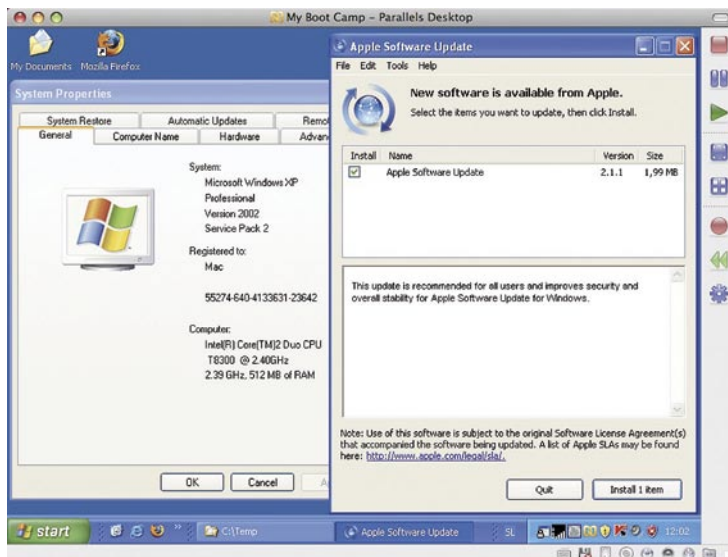 My Boot Camp – Parallels Desktop
My Documents
Mozilla Firefox
System Properties
System Restore
Automatic Updates
General
Computer Name
Hardware
System:
Microsoft Windows XP
Professional
Version 2002
Service Pack 2
Registered to:
Mac
55274-640-4133631-23642
Computer:
Intel(R) Core(TM)2 Duo CPU
T8300 @ 2.40GHz
2.39 GHz, 512 MB of RAM
OK
Cancel
Apple Software Update
File Edit Tools Help
New software is available from Apple.
Select the items you want to update, then click Install.
Install Name Version Size
Apple Software Update 2.1.1 1,99 MB
This update is recommended for all users and improves security and
overall stability for Apple Software Update for Windows.
Note: Use of this software is subject to the original Software License Agreement(s)
that accompanied the software being updated. A list of Apple SLAs may be found
here: http://www.apple.com/legal/sla/.
Quit
Install 1 item
start
C:\Temp
Apple Software Update
SL
12:02